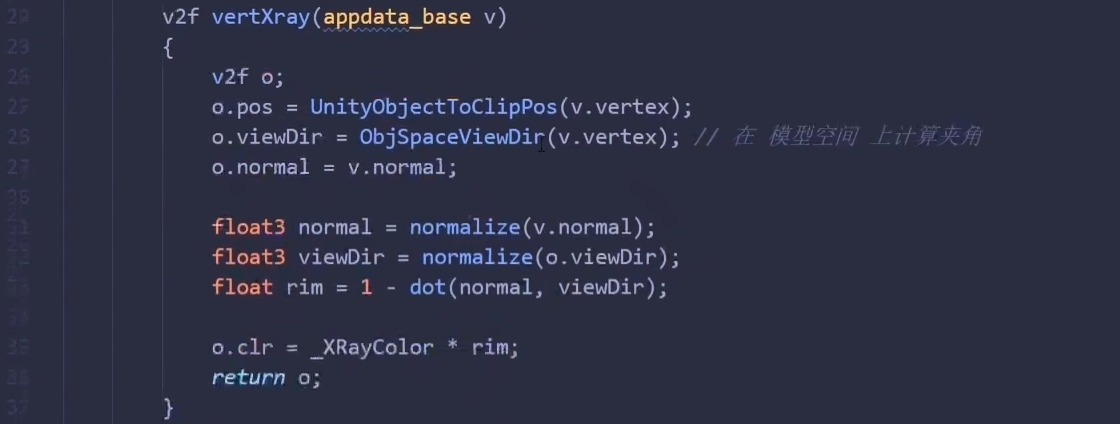 v2f vertXray(appdata_base v)
{
v2f o;
o.pos = UnityObjectToClipPos(v.vertex);
o.viewDir = ObjSpaceViewDir(v.vertex); // 在 模型空间 上计算夹角
o.normal = v.normal;
float3 normal = normalize(v.normal);
float3 viewDir = normalize(o.viewDir);
float rim = 1 - dot(normal, viewDir);
o.clr = _XRayColor * rim;
return o;
}